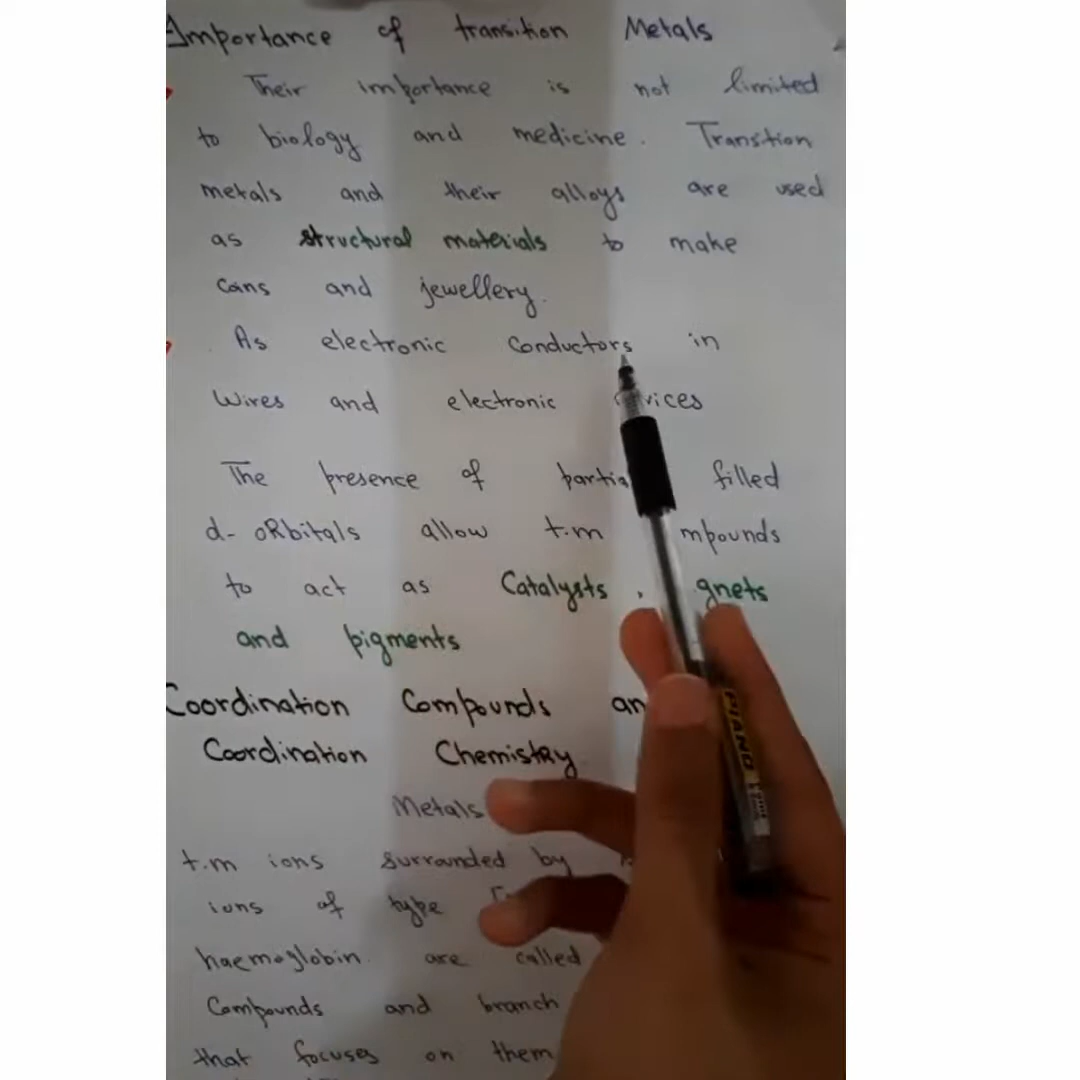 Importance of transition Metals
Their importance is not limited
to biology and medicine. Transition
metals and their alloys are used
as structural materials to make
cans and jewellery.
As electronic conductors in
wires and electronic
The presence of filled
d-oRbitals allow t.m
to act as Catalysts,
and pigments
Coordination Compounds
Coordination Chemistry
Metals
t.m ions surrounded by
ions of type
haemoglobin are called
Compounds and branch
that focuses on them
PIANO